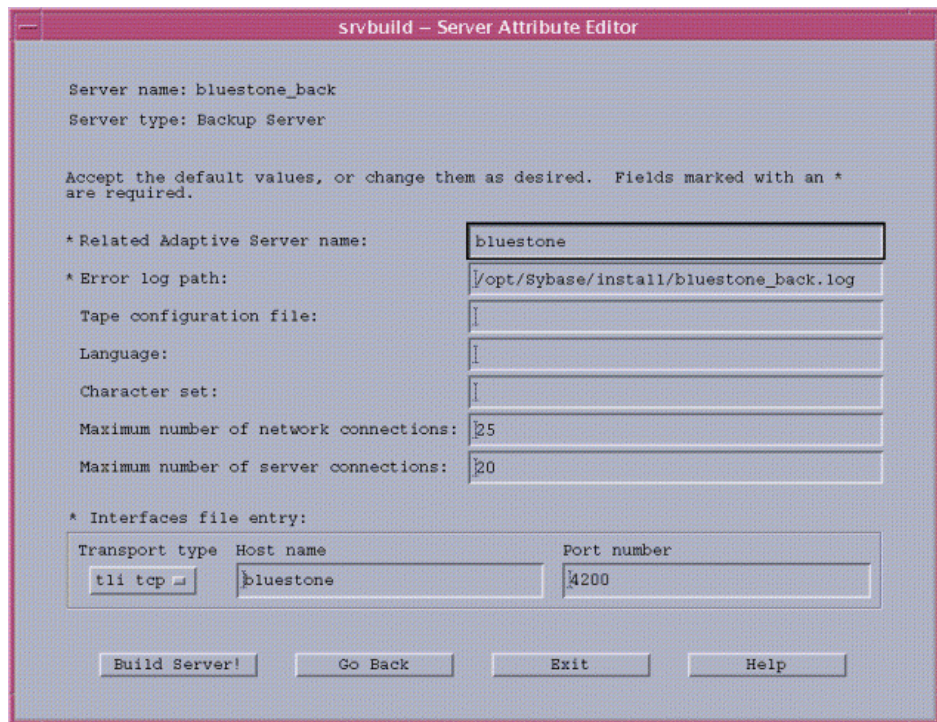 srvbuild – Server Attribute Editor
Server name: bluestone_back
Server type: Backup Server
Accept the default values, or change them as desired. Fields marked with an *
are required.
* Related Adaptive Server name: bluestone
* Error log path: /opt/Sybase/install/bluestone_back.log
Tape configuration file:
Language:
Character set:
Maximum number of network connections: 25
Maximum number of server connections: 20
* Interfaces file entry:
Transport type Host name Port number
tli tcp bluestone 4200
Build Server! Go Back Exit Help